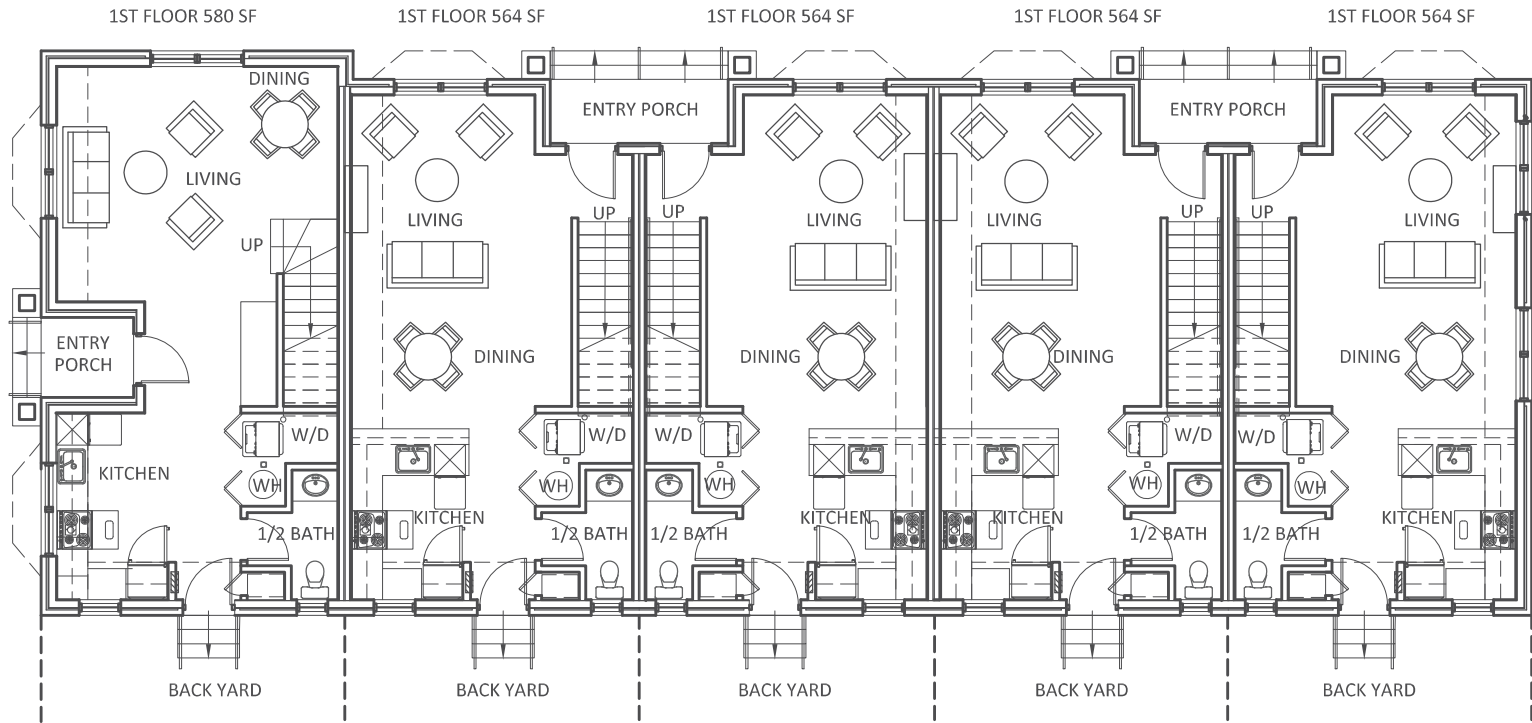 1ST FLOOR 580 SF
1ST FLOOR 564 SF
1ST FLOOR 564 SF
1ST FLOOR 564 SF
1ST FLOOR 564 SF
DINING
ENTRY PORCH
ENTRY PORCH
LIVING
LIVING
UP
UP
LIVING
LIVING
UP
UP
LIVING
UP
ENTRY
PORCH
DINING
DINING
DINING
DINING
W/D
W/D
W/D
W/D
W/D
KITCHEN
WH
WH
WH
WH
WH
KITCHEN
KITCHEN
KITCHEN
KITCHEN
1/2 BATH
1/2 BATH
1/2 BATH
1/2 BATH
1/2 BATH
BACK YARD
BACK YARD
BACK YARD
BACK YARD
BACK YARD